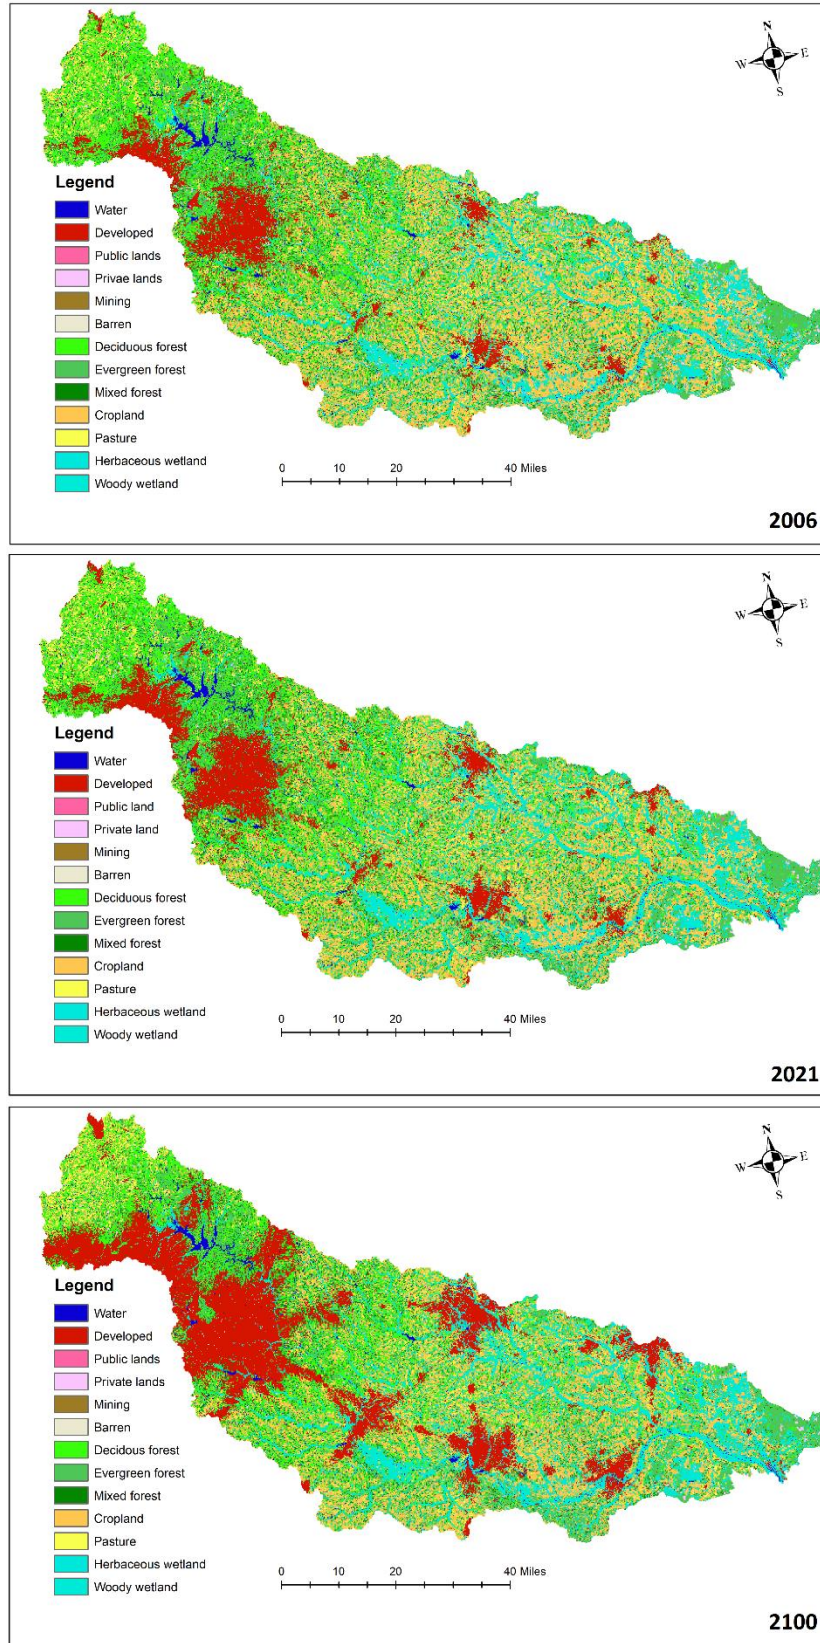 N
W E
S
Legend
Water
Developed
Public lands
Privae lands
Mining
Barren
Deciduous forest
Evergreen forest
Mixed forest
Cropland
Pasture
Herbaceous wetland
Woody wetland
0 10 20 40 Miles
2006
N
W E
S
Legend
Water
Developed
Public land
Private land
Mining
Barren
Deciduous forest
Evergreen forest
Mixed forest
Cropland
Pasture
Herbaceous wetland
Woody wetland
0 10 20 40 Miles
2021
N
W E
S
Legend
Water
Developed
Public lands
Private lands
Mining
Barren
Decidous forest
Evergreen forest
Mixed forest
Cropland
Pasture
Herbaceous wetland
Woody wetland
0 10 20 40 Miles
2100